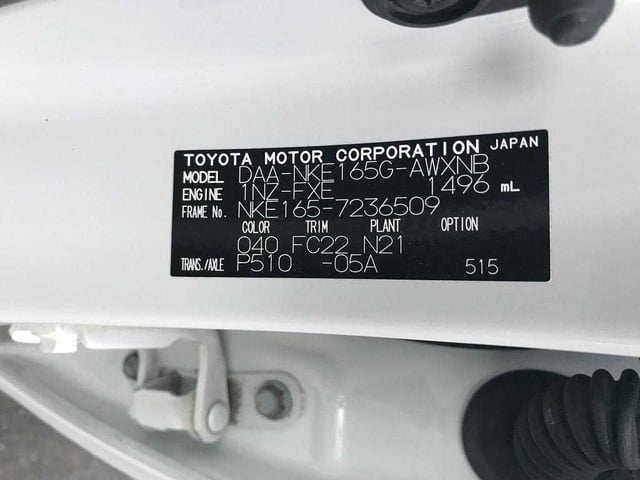 TOYOTA MOTOR CORPORATION JAPAN
MODEL DAA-NKE165G-AWXNB
ENGINE 1NZ-FXE 1496 mL
FRAME No. NKE165-7236509
COLOR TRIM PLANT OPTION
040 FC22 N21
TRANS./AXLE P510 -05A 515